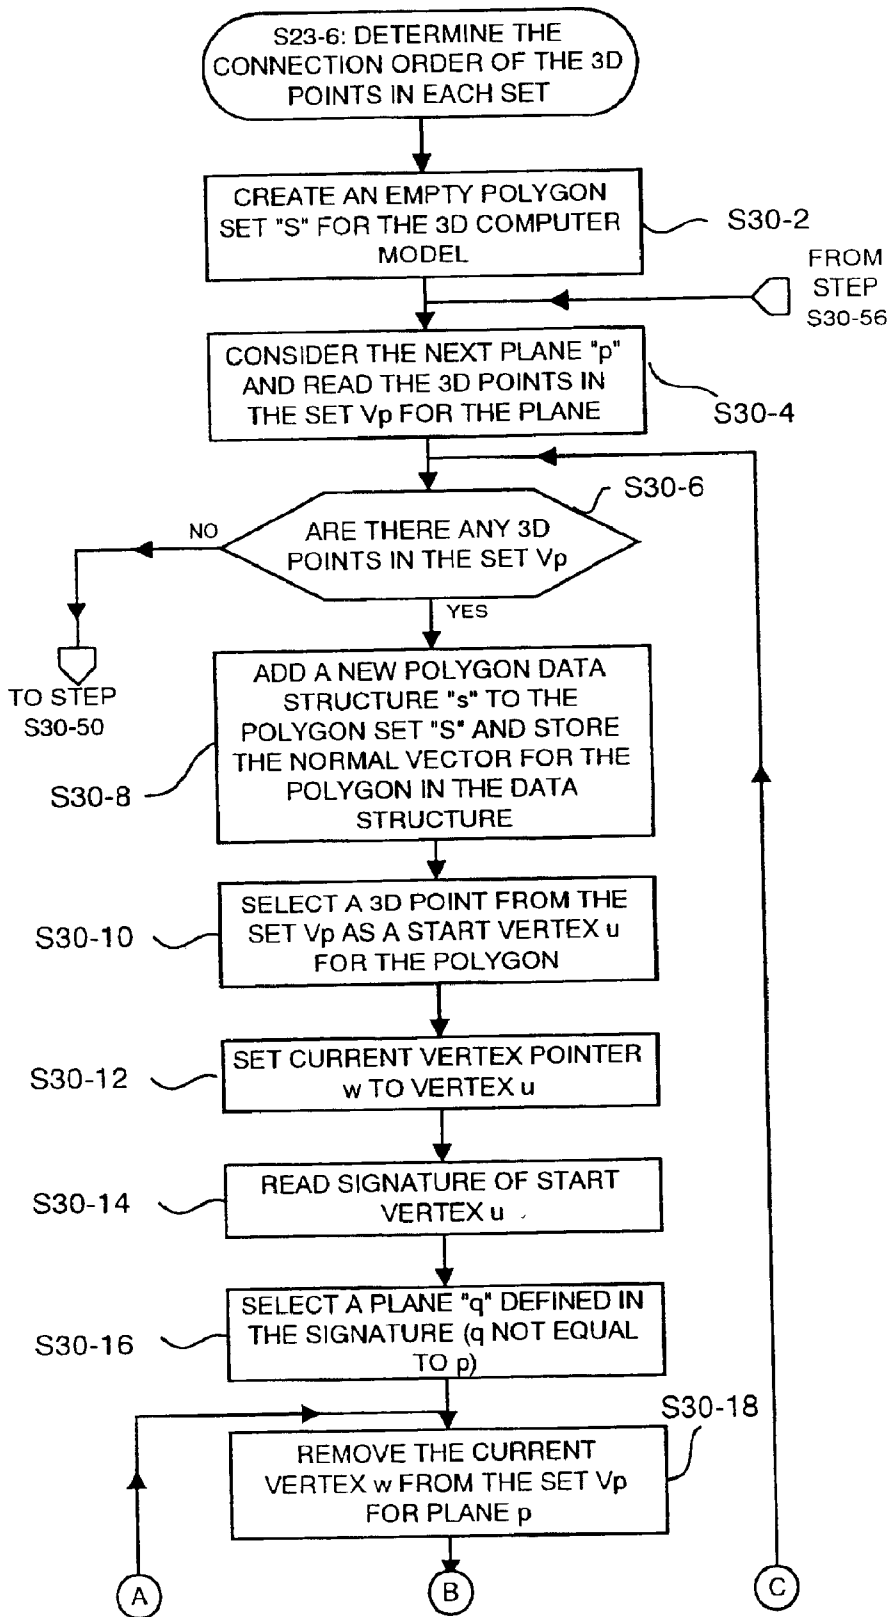 S23-6: DETERMINE THE
CONNECTION ORDER OF THE 3D
POINTS IN EACH SET
CREATE AN EMPTY POLYGON
SET "S" FOR THE 3D COMPUTER
MODEL
S30-2
FROM
STEP
S30-56
CONSIDER THE NEXT PLANE "p"
AND READ THE 3D POINTS IN
THE SET Vp FOR THE PLANE
S30-4
S30-6
ARE THERE ANY 3D
POINTS IN THE SET Vp
NO
YES
TO STEP
S30-50
ADD A NEW POLYGON DATA
STRUCTURE "s" TO THE
POLYGON SET "S" AND STORE
THE NORMAL VECTOR FOR THE
POLYGON IN THE DATA
STRUCTURE
S30-8
SELECT A 3D POINT FROM THE
SET Vp AS A START VERTEX u
FOR THE POLYGON
S30-10
SET CURRENT VERTEX POINTER
w TO VERTEX u
S30-12
READ SIGNATURE OF START
VERTEX u
S30-14
SELECT A PLANE "q" DEFINED IN
THE SIGNATURE (q NOT EQUAL
TO p)
S30-16
S30-18
REMOVE THE CURRENT
VERTEX w FROM THE SET Vp
FOR PLANE p
A
B
C